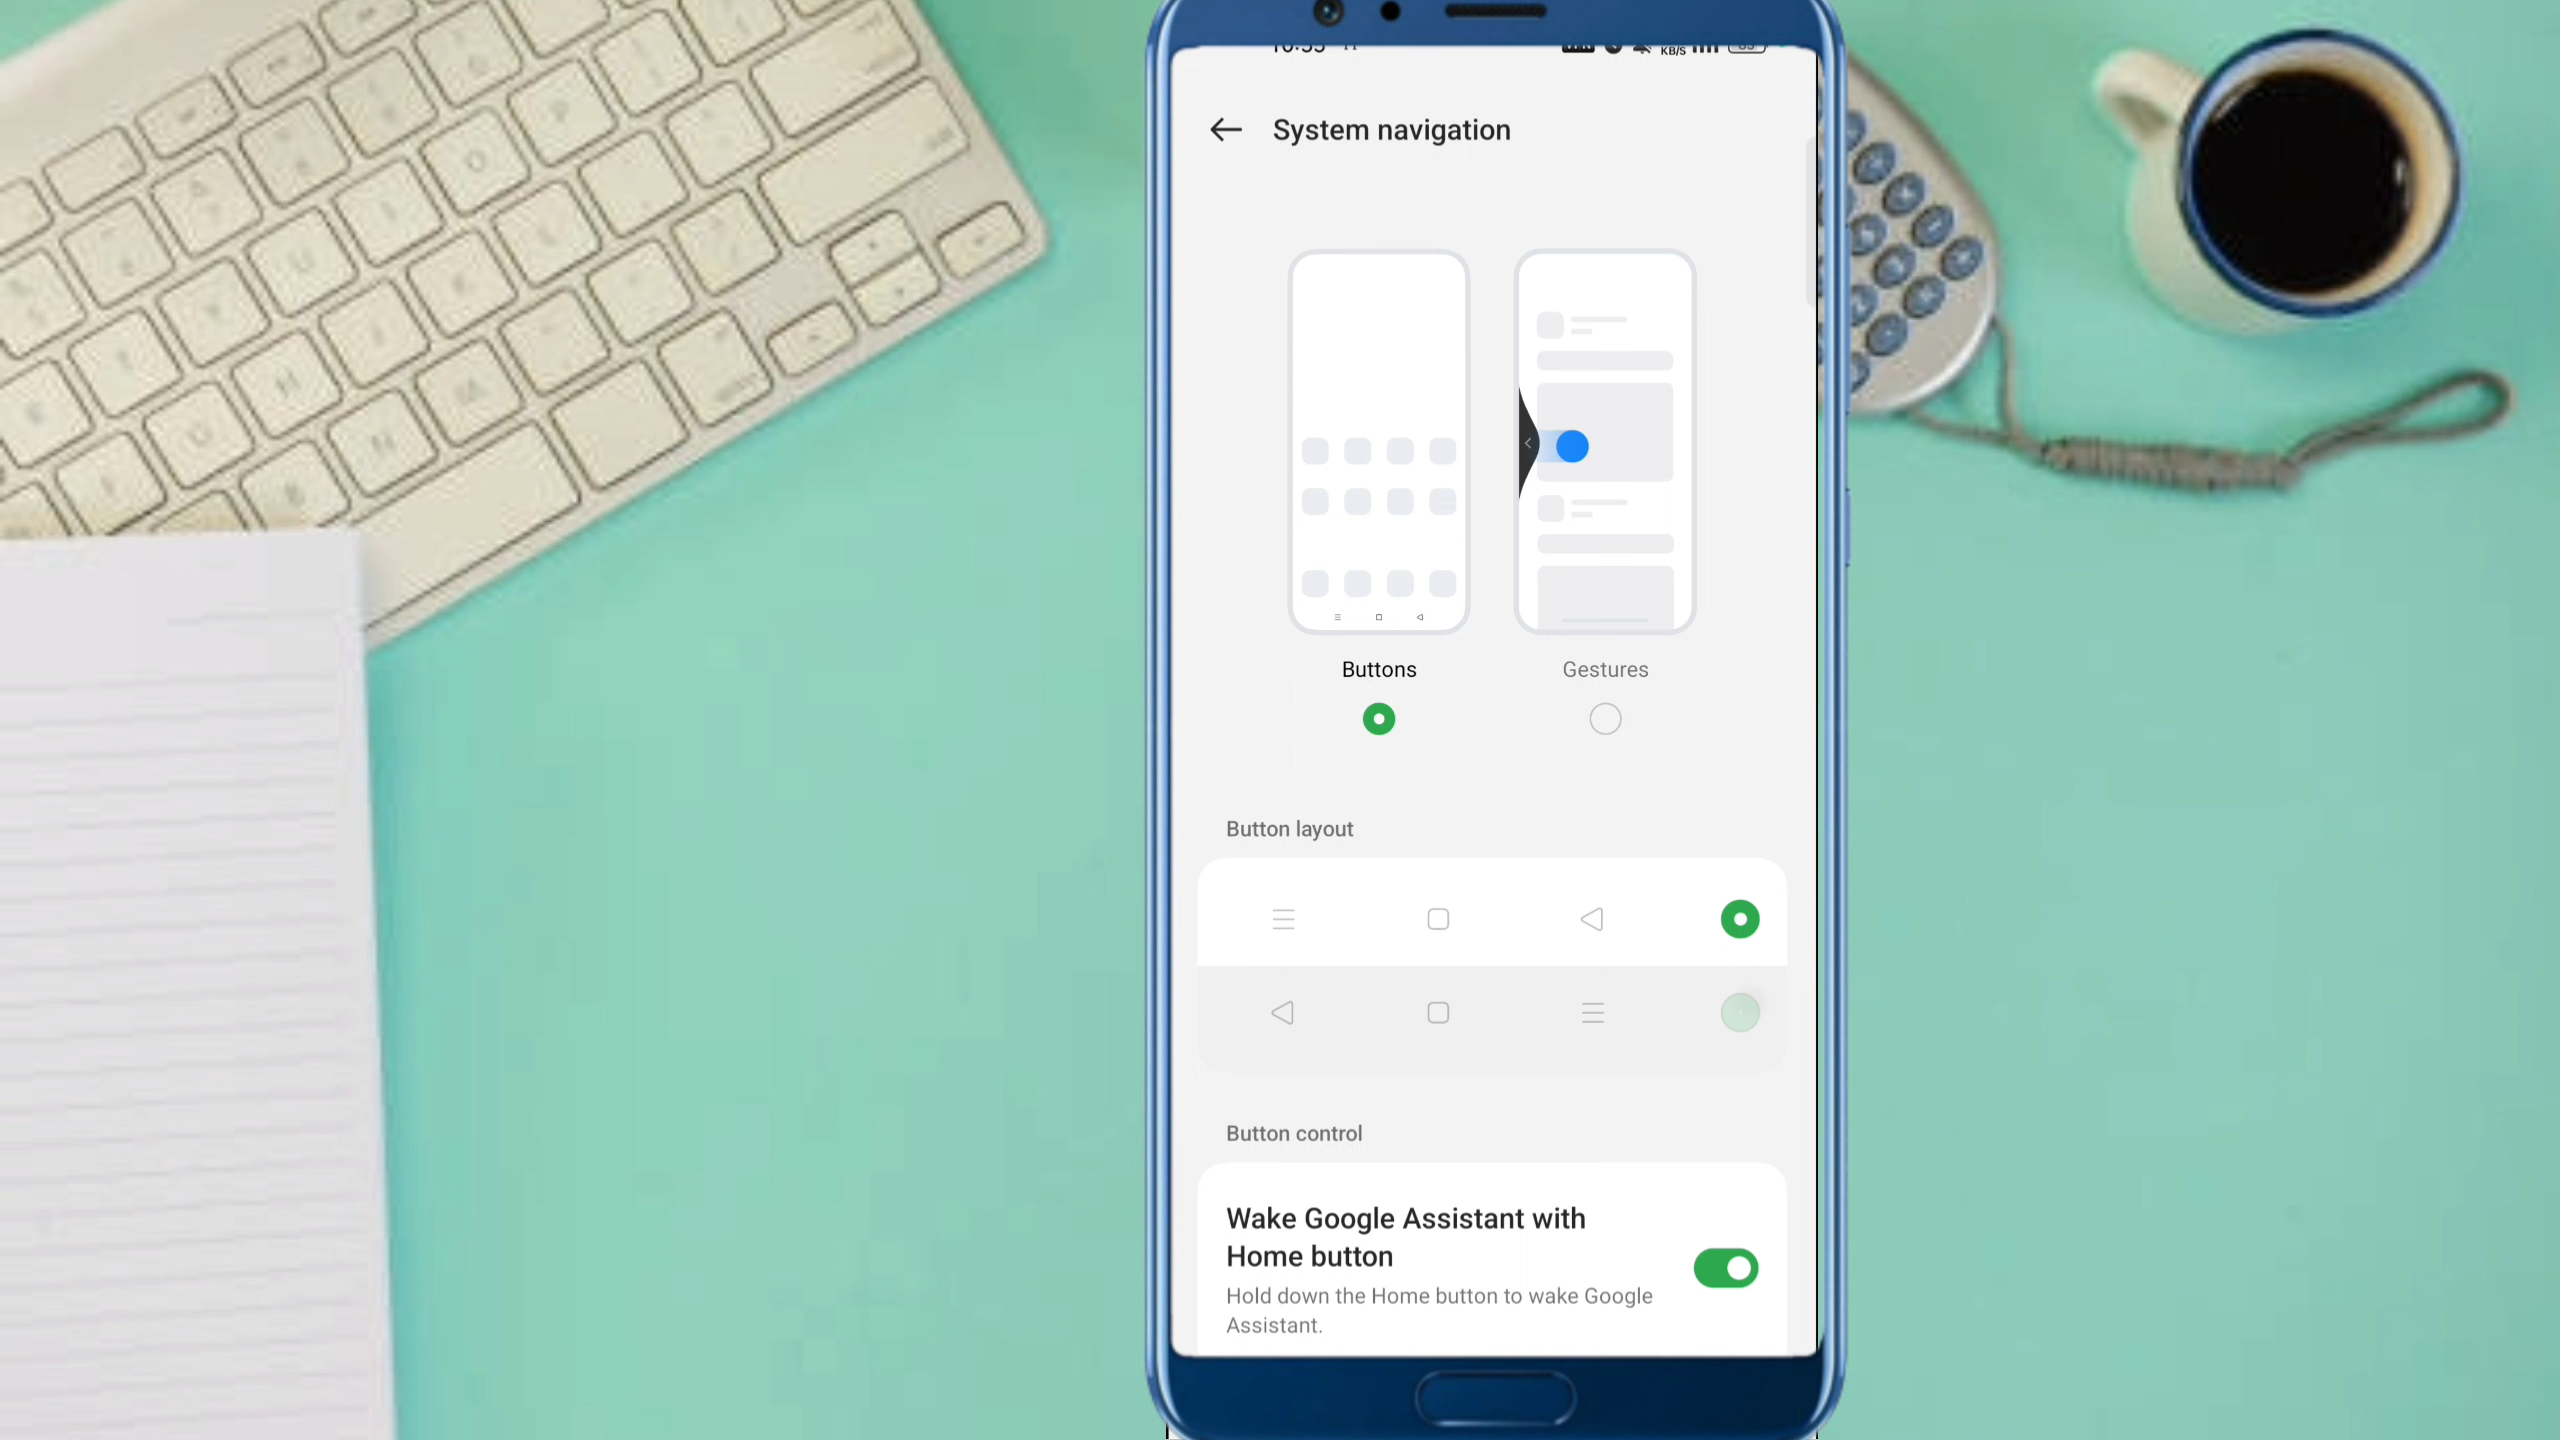 KB/S
System navigation
Buttons
Gestures
Button layout
Button control
Wake Google Assistant with
Home button
Hold down the Home button to wake Google
Assistant.